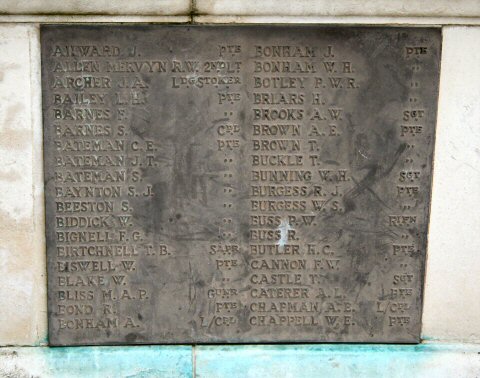 AILWARD J. PTE
ALLEN MERVYN R.W. 2ND LT
ARCHER J.A. LDG STOKER
BAILEY L.H. PTE
BARNES F. "
BARNES S. CPL
BATEMAN C.E. PTE
BATEMAN J.T. "
BATEMAN S. "
BAYNTON S.J. "
BEESTON S. "
BIDDICK W. "
BIGNELL F.G. "
BIRTCHNELL T.B. SAPR
BISWELL W. PTE
BLAKE W. "
BLISS M.A.P. GUNR
BOND R. PTE
BONHAM A. L/CPL
BONHAM J. PTE
BONHAM W.H. "
BOTLEY P.W.R. "
BRIARS H. "
BROOKS A.W. SGT
BROWN A.E. PTE
BROWN T. "
BUCKLE T. "
BUNNING W.H. SGT
BURGESS R.J. PTE
BURGESS W.S. "
BUSS P.W. RIFN
BUSS R. "
BUTLER H.C. PTE
CANNON F.W. "
CASTLE T. SGT
CATERER A.L. PTE
CHAPMAN A.E. L/CPL
CHAPPELL W.E. PTE